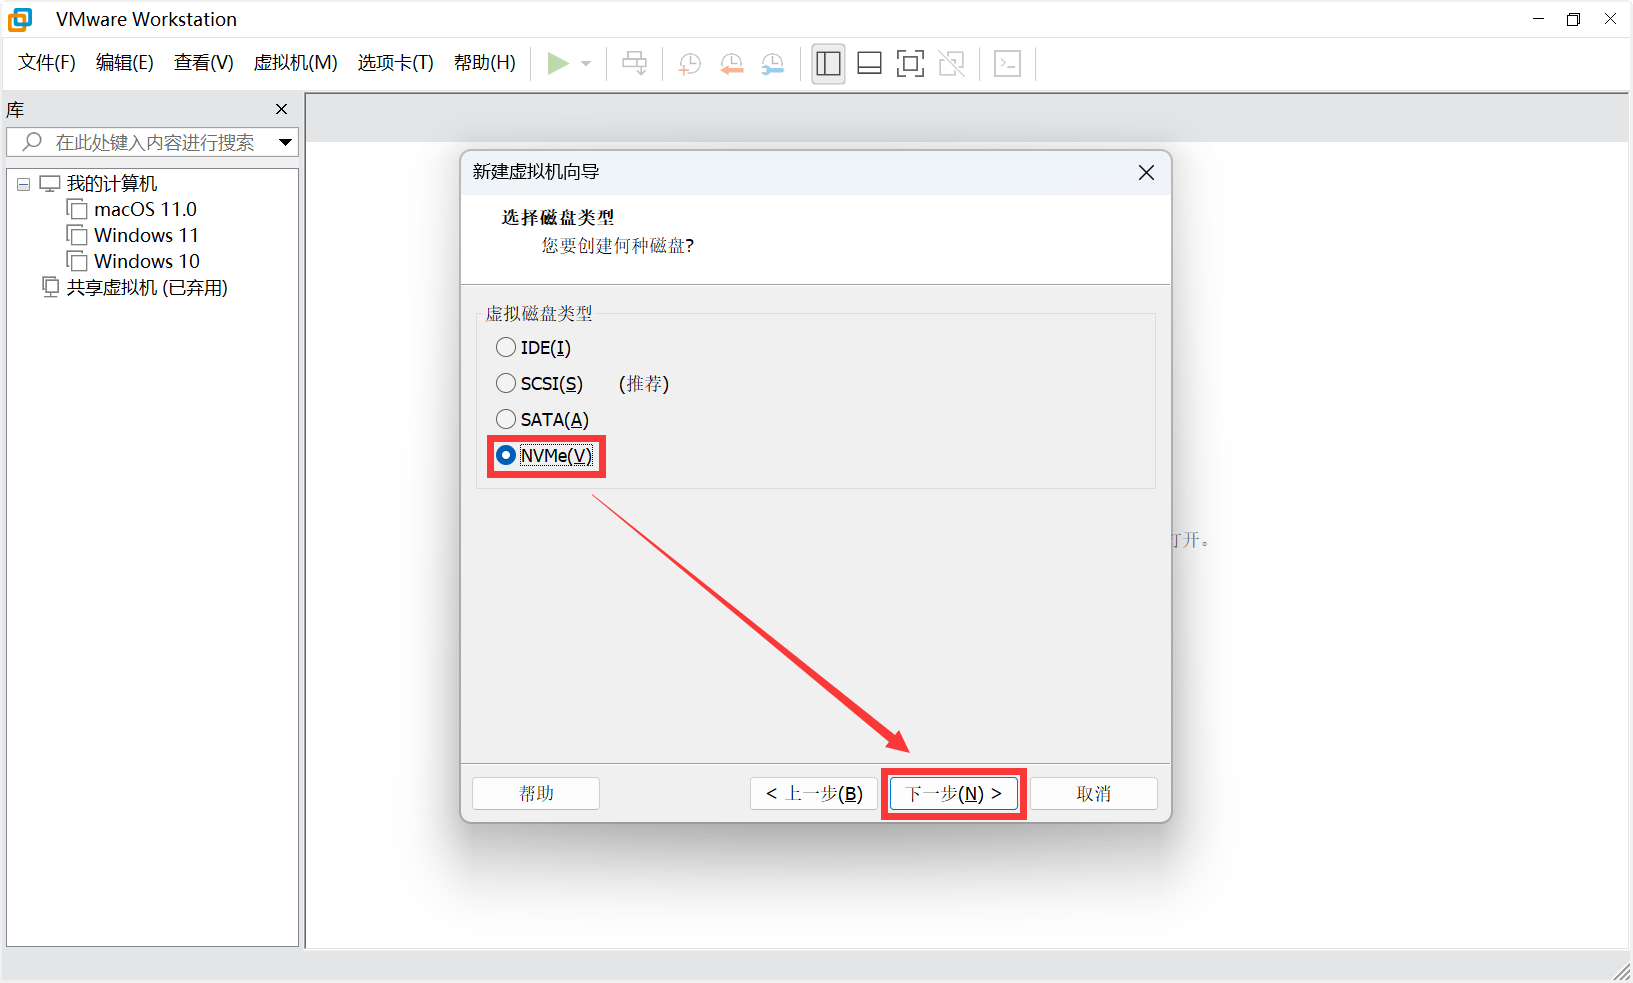 VMware Workstation
文件(F) 编辑(E) 查看(V) 虚拟机(M) 选项卡(T) 帮助(H)
库
在此处键入内容进行搜索
我的计算机
macOS 11.0
Windows 11
Windows 10
共享虚拟机 (已弃用)
新建虚拟机向导
选择磁盘类型
您要创建何种磁盘?
虚拟磁盘类型
IDE(I)
SCSI(S) (推荐)
SATA(A)
NVMe(V)
打开。
帮助 < 上一步(B) 下一步(N) > 取消